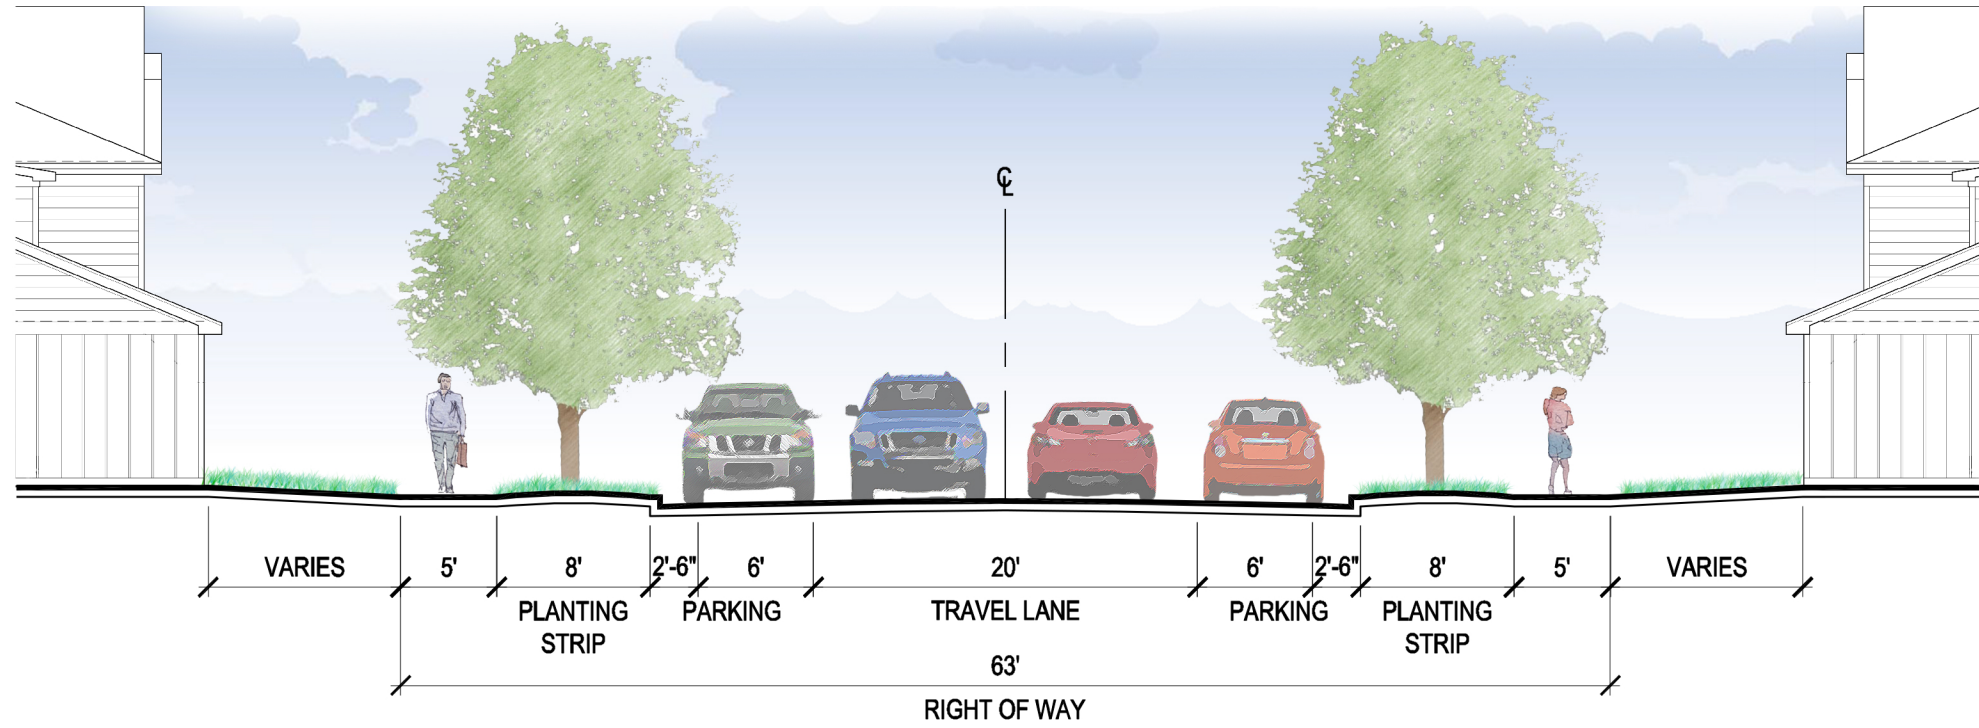 ℄
VARIES 5' 8' 2'-6" 6' 20' 6' 2'-6" 8' 5' VARIES
PLANTING STRIP PARKING TRAVEL LANE PARKING PLANTING STRIP
63'
RIGHT OF WAY